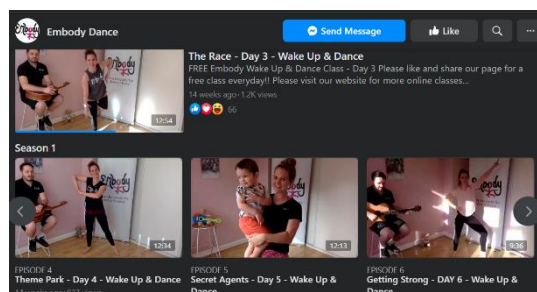 Embody Dance
Send Message
Like
The Race - Day 3 - Wake Up & Dance
FREE Embody Wake Up & Dance Class - Day 3 Please like and share our page for a
free class everyday!! Please visit our website for more online classes...
14 weeks ago · 1.2K views
66
12:54
Season 1
12:34
12:13
9:36
EPISODE 4
Theme Park - Day 4 - Wake Up & Dance
EPISODE 5
Secret Agents - Day 5 - Wake Up &
Dance
EPISODE 6
Getting Strong - DAY 6 - Wake Up &
Dance